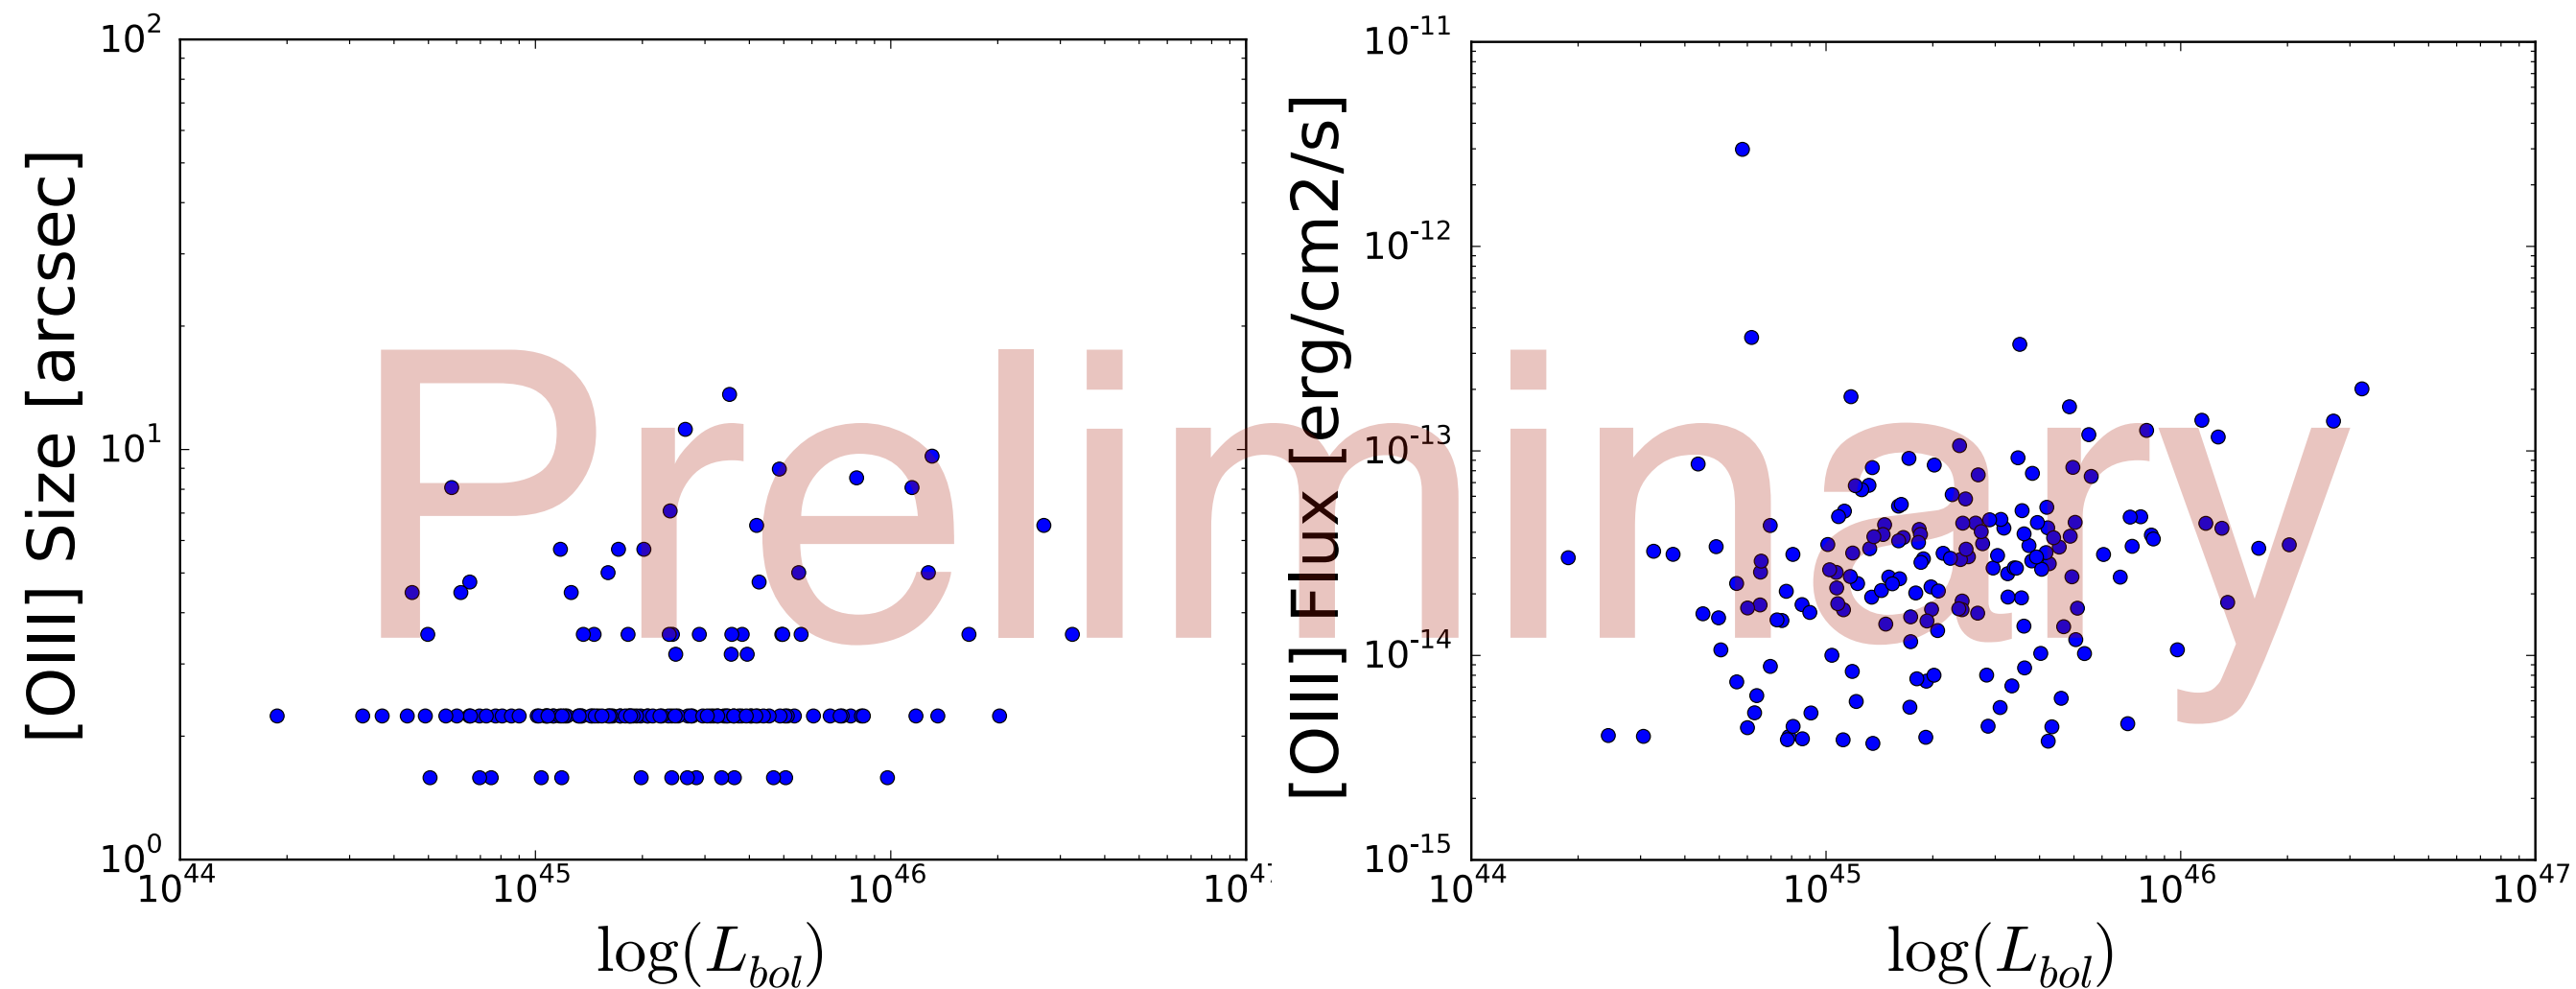 10^2
10^1
10^0
[OIII] Size [arcsec]
10^44 10^45 10^46
log(L_bol)
10^-11
10^-12
10^-13
10^-14
10^-15
[OIII] Flux [erg/cm2/s]
10^44 10^45 10^46 10^47
log(L_bol)
Preliminary